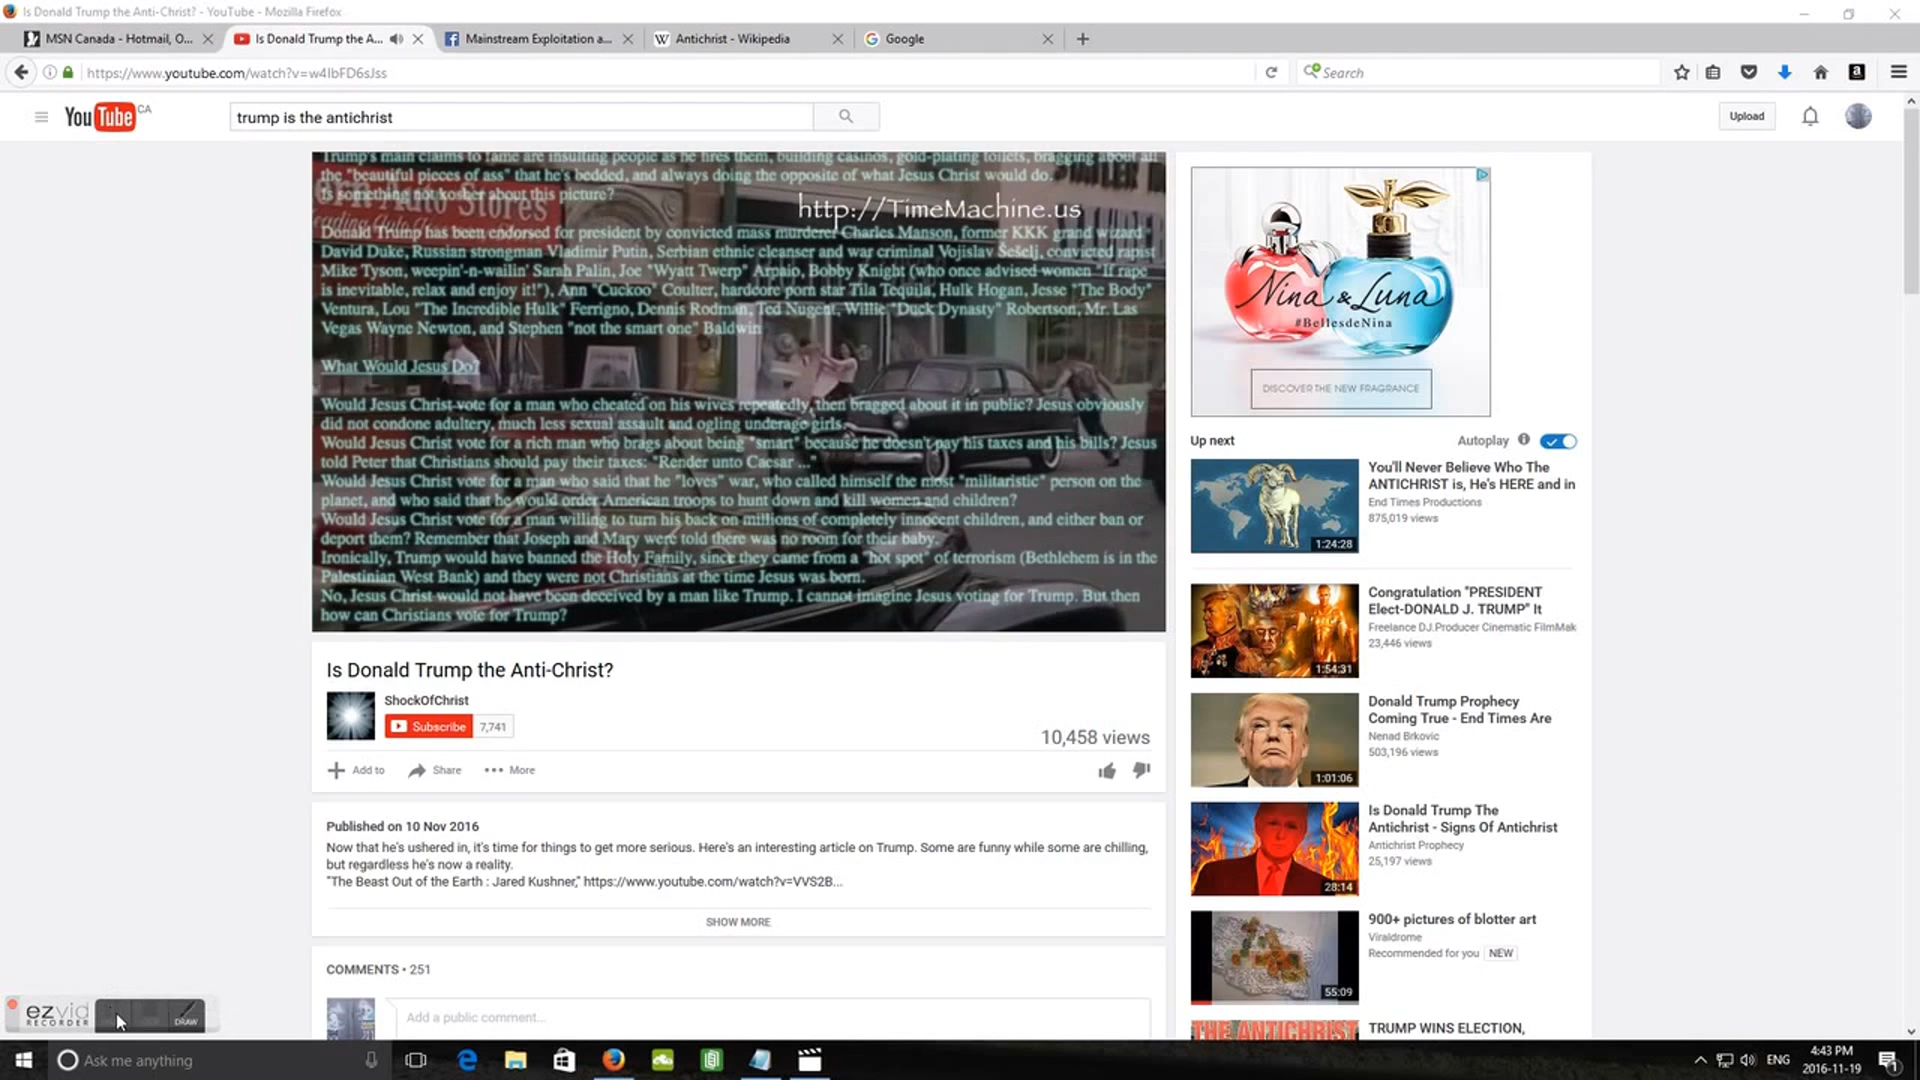 Is Donald Trump the Anti-Christ? - YouTube - Mozilla Firefox
MSN Canada - Hotmail, O...
Is Donald Trump the A...
Mainstream Exploitation a...
Antichrist - Wikipedia
Google
https://www.youtube.com/watch?v=w4lbFD6sJss
Search
YouTube CA
trump is the antichrist
Upload
Trump's main claims to fame are insulting people as he fires them, building casinos, gold-plating toilets, bragging about all
the "beautiful pieces of ass" that he's bedded, and always doing the opposite of what Jesus Christ would do.
Is something not kosher about this picture?
Auto Stores
http://TimeMachine.us
Donald Trump has been endorsed for president by convicted mass murderer Charles Manson, former KKK grand wizard
David Duke, Russian strongman Vladimir Putin, Serbian ethnic cleanser and war criminal Vojislav Šešelj, convicted rapist
Mike Tyson, weepin'-n-wailin' Sarah Palin, Joe "Wyatt Twerp" Arpaio, Bobby Knight (who once advised women "If rape
is inevitable, relax and enjoy it!"), Ann "Cuckoo" Coulter, hardcore porn star Tila Tequila, Hulk Hogan, Jesse "The Body"
Ventura, Lou "The Incredible Hulk" Ferrigno, Dennis Rodman, Ted Nugent, Willie "Duck Dynasty" Robertson, Mr. Las
Vegas Wayne Newton, and Stephen "not the smart one" Baldwin
What Would Jesus Do?
Would Jesus Christ vote for a man who cheated on his wives repeatedly, then bragged about it in public? Jesus obviously
did not condone adultery, much less sexual assault and ogling underage girls.
Would Jesus Christ vote for a rich man who brags about being "smart" because he doesn't pay his taxes and his bills? Jesus
told Peter that Christians should pay their taxes: "Render unto Caesar ..."
Would Jesus Christ vote for a man who said that he "loves" war, who called himself the most "militaristic" person on the
planet, and who said that he would order American troops to hunt down and kill women and children?
Would Jesus Christ vote for a man willing to turn his back on millions of completely innocent children, and either ban or
deport them? Remember that Joseph and Mary were told there was no room for their baby.
Ironically, Trump would have banned the Holy Family, since they came from a "hot spot" of terrorism (Bethlehem is in the
Palestinian West Bank) and they were not Christians at the time Jesus was born.
No, Jesus Christ would not have been deceived by a man like Trump. I cannot imagine Jesus voting for Trump. But then
how can Christians vote for Trump?
Is Donald Trump the Anti-Christ?
ShockOfChrist
Subscribe 7,741
10,458 views
Add to Share More
Published on 10 Nov 2016
Now that he's ushered in, it's time for things to get more serious. Here's an interesting article on Trump. Some are funny while some are chilling,
but regardless he's now a reality.
"The Beast Out of the Earth : Jared Kushner," https://www.youtube.com/watch?v=VVS2B...
SHOW MORE
COMMENTS • 251
Add a public comment...
Nina & Luna
#BellesdeNina
DISCOVER THE NEW FRAGRANCE
Up next
Autoplay
You'll Never Believe Who The
ANTICHRIST is, He's HERE and in
End Times Productions
875,019 views
1:24:28
Congratulation "PRESIDENT
Elect-DONALD J. TRUMP" It
Freelance DJ.Producer Cinematic FilmMak
23,446 views
1:54:31
Donald Trump Prophecy
Coming True - End Times Are
Nenad Brkovic
503,196 views
1:01:06
Is Donald Trump The
Antichrist - Signs Of Antichrist
Antichrist Prophecy
25,197 views
28:14
900+ pictures of blotter art
Viraldrome
Recommended for you NEW
55:09
THE ANTICHRIST
TRUMP WINS ELECTION,
ezvid
RECORDER
DRAW
Ask me anything
ENG
4:43 PM
2016-11-19